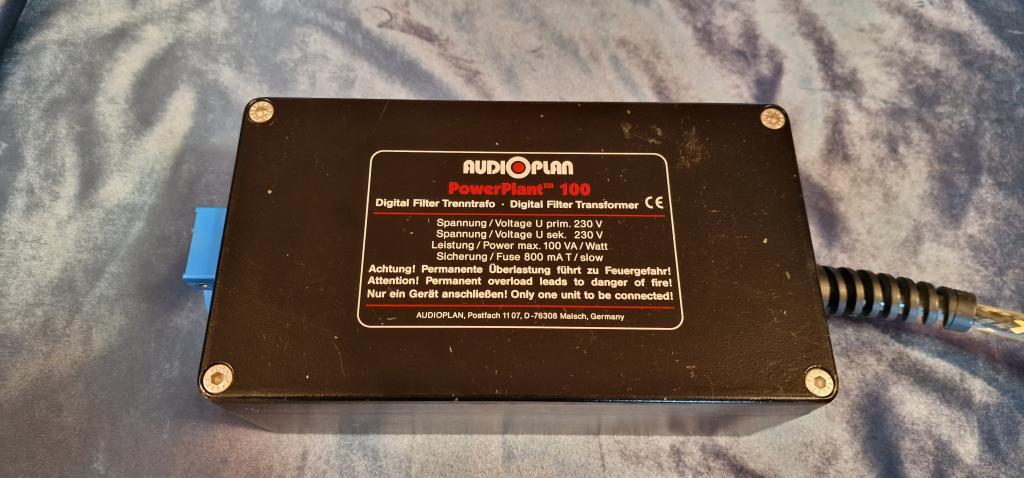 AUDIOPLAN
PowerPlant™ 100
Digital Filter Trenntrafo · Digital Filter Transformer CE
Spannung / Voltage U prim. 230 V
Spannung / Voltage U sek. 230 V
Leistung / Power max. 100 VA / Watt
Sicherung / Fuse 800 mA T / slow
Achtung! Permanente Überlastung führt zu Feuergefahr!
Attention! Permanent overload leads to danger of fire!
Nur ein Gerät anschließen! Only one unit to be connected!
AUDIOPLAN, Postfach 11 07, D-76308 Malsch, Germany